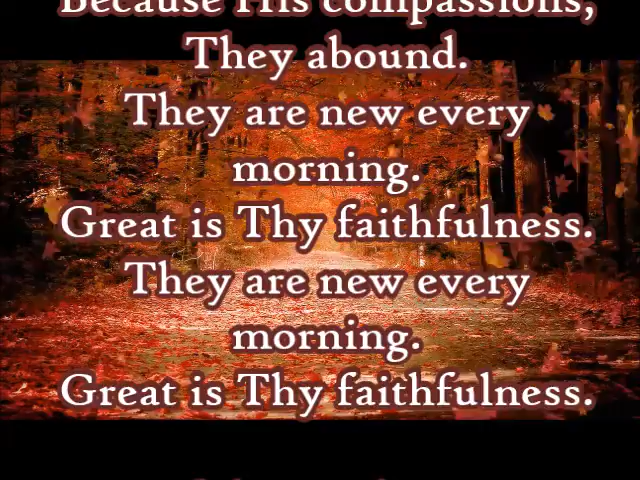 Because His compassions,
They abound.
They are new every
morning.
Great is Thy faithfulness.
They are new every
morning.
Great is Thy faithfulness.